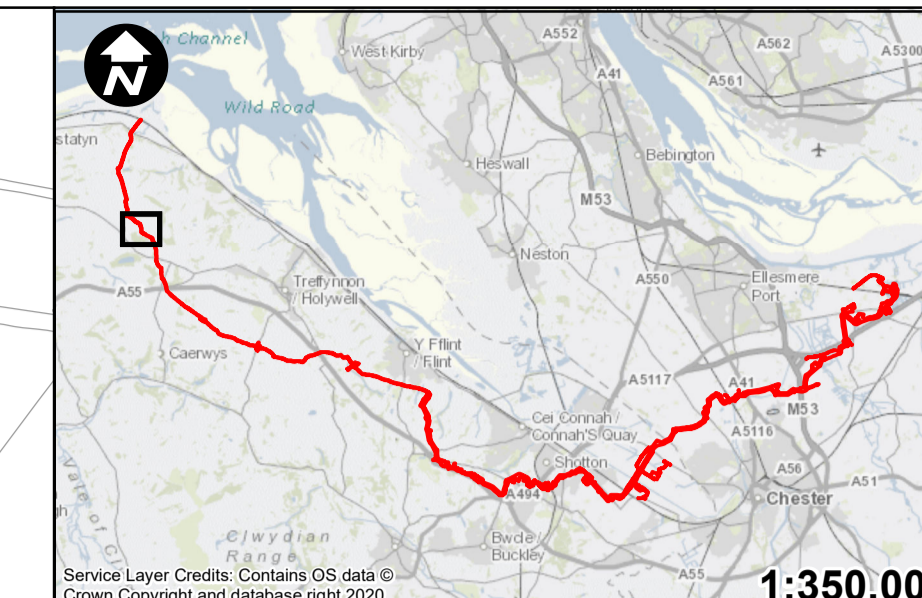 N
h Channel
West Kirby
A552
A562
A5300
A41
A561
Wild Road
statyn
Heswall
Bebington
M53
Neston
A550
Ellesmere
Port
Treffynnon
/ Holywell
A55
Y Fflint
/ Flint
Caerwys
A5117
A41
M53
Cei Connah /
Connah'S Quay
A5116
Shotton
A56
A51
A494
Chester
Clwydian
Range
Bwcle /
Buckley
A55
Service Layer Credits: Contains OS data ©
Crown Copyright and database right 2020
1:350,00